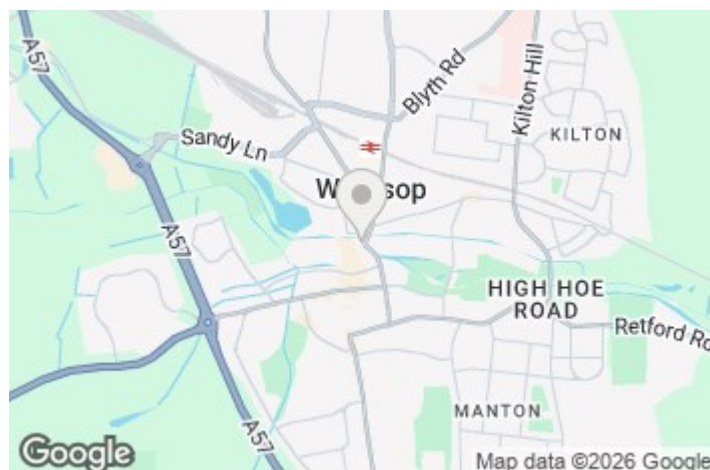 A57
Blyth Rd
Kilton Hill
KILTON
Sandy Ln
A57
HIGH HOE
ROAD
Retford Ro
A57
MANTON
Google
Map data ©2026 Google